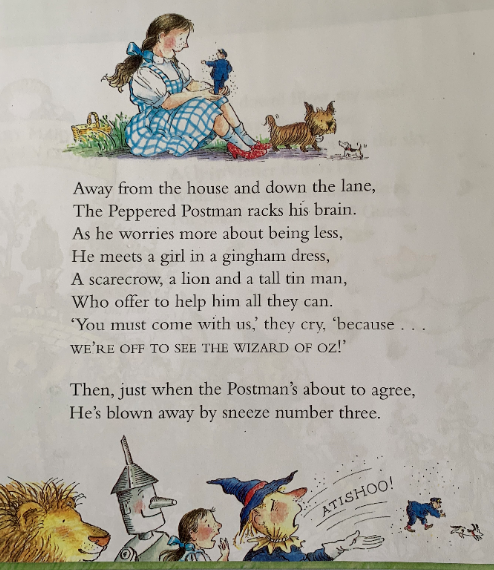 Away from the house and down the lane,
The Peppered Postman racks his brain.
As he worries more about being less,
He meets a girl in a gingham dress,
A scarecrow, a lion and a tall tin man,
Who offer to help him all they can.
‘You must come with us,’ they cry, ‘because . . .
WE’RE OFF TO SEE THE WIZARD OF OZ!’
Then, just when the Postman’s about to agree,
He’s blown away by sneeze number three.
ATISHOO!